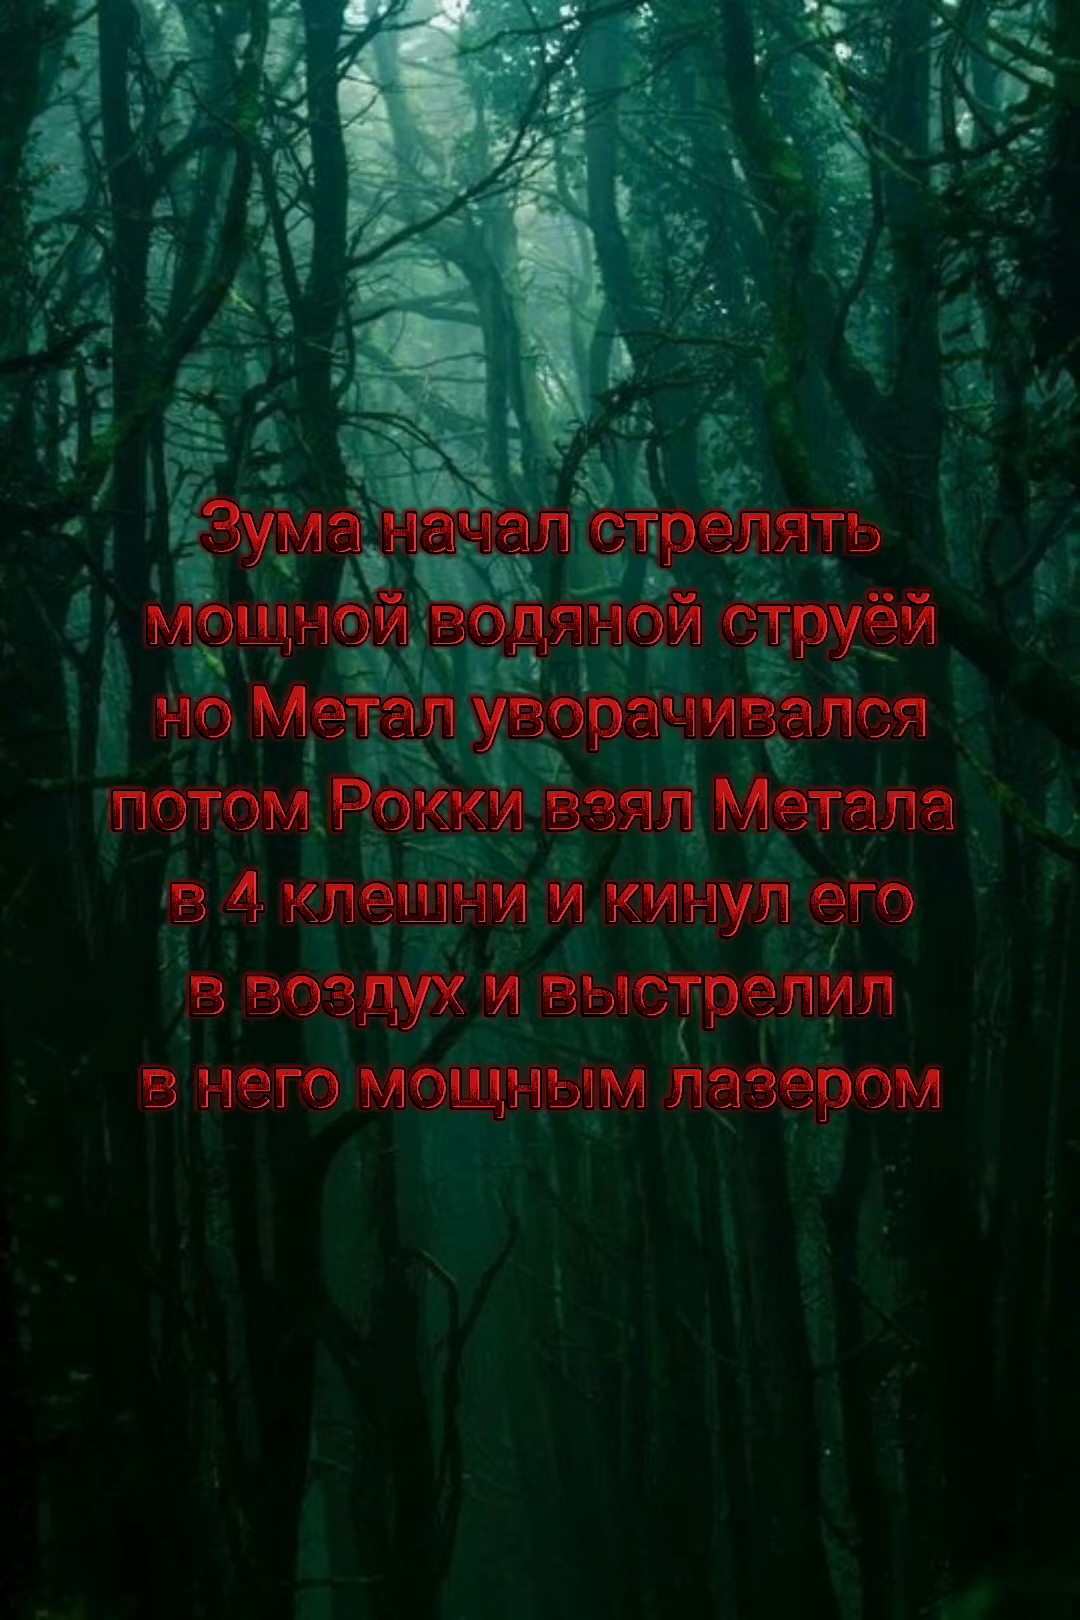 Зума начал стрелять
мощной водяной струёй
но Метал уворачивался
потом Рокки взял Метала
в 4 клешни и кинул его
в воздух и выстрелил
в него мощным лазером